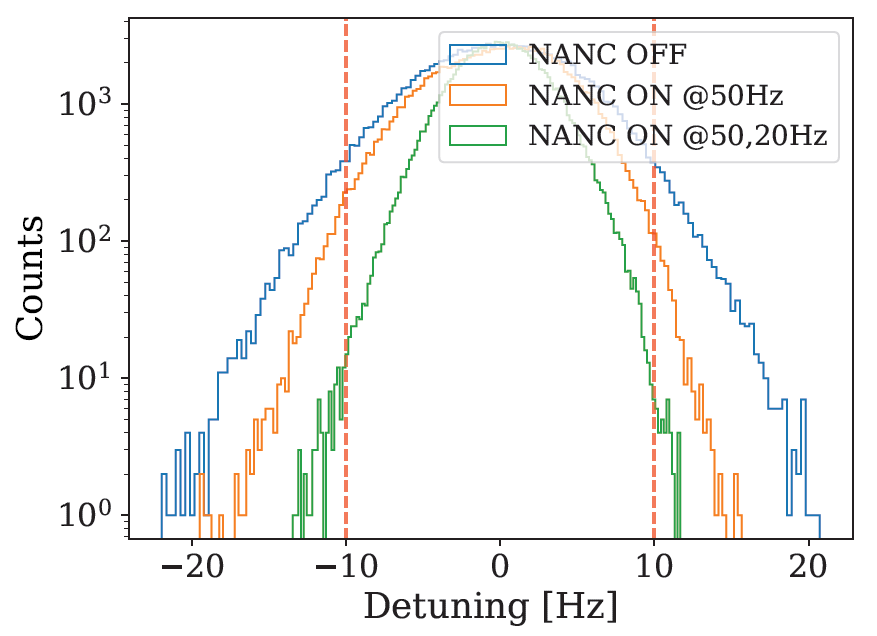 NANC OFF
NANC ON @50Hz
NANC ON @50,20Hz
10³
10²
10¹
10⁰
Counts
−20
−10
0
10
20
Detuning [Hz]